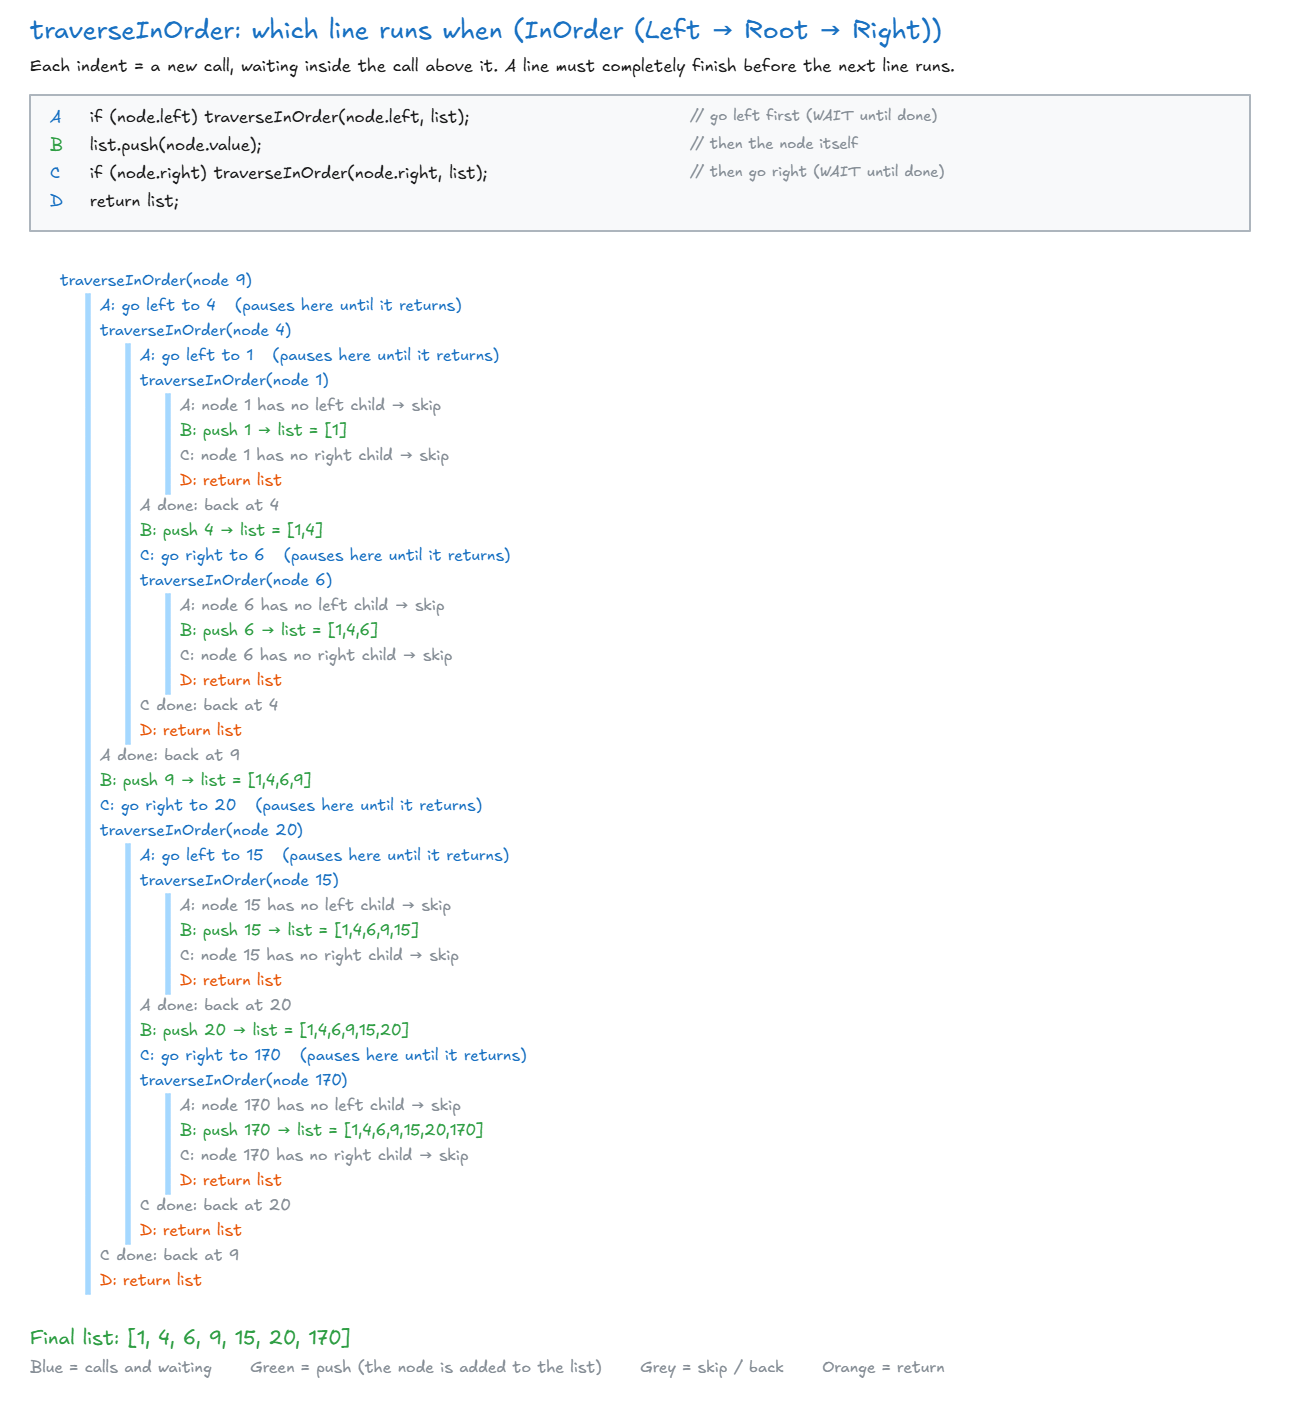 traverseInOrder: which line runs when (InOrder (Left → Root → Right))
Each indent = a new call, waiting inside the call above it. A line must completely finish before the next line runs.
A if (node.left) traverseInOrder(node.left, list); // go left first (WAIT until done)
B list.push(node.value); // then the node itself
C if (node.right) traverseInOrder(node.right, list); // then go right (WAIT until done)
D return list;
traverseInOrder(node 9)
A: go left to 4 (pauses here until it returns)
traverseInOrder(node 4)
A: go left to 1 (pauses here until it returns)
traverseInOrder(node 1)
A: node 1 has no left child → skip
B: push 1 → list = [1]
C: node 1 has no right child → skip
D: return list
A done: back at 4
B: push 4 → list = [1,4]
C: go right to 6 (pauses here until it returns)
traverseInOrder(node 6)
A: node 6 has no left child → skip
B: push 6 → list = [1,4,6]
C: node 6 has no right child → skip
D: return list
C done: back at 4
D: return list
A done: back at 9
B: push 9 → list = [1,4,6,9]
C: go right to 20 (pauses here until it returns)
traverseInOrder(node 20)
A: go left to 15 (pauses here until it returns)
traverseInOrder(node 15)
A: node 15 has no left child → skip
B: push 15 → list = [1,4,6,9,15]
C: node 15 has no right child → skip
D: return list
A done: back at 20
B: push 20 → list = [1,4,6,9,15,20]
C: go right to 170 (pauses here until it returns)
traverseInOrder(node 170)
A: node 170 has no left child → skip
B: push 170 → list = [1,4,6,9,15,20,170]
C: node 170 has no right child → skip
D: return list
C done: back at 20
D: return list
C done: back at 9
D: return list
Final list: [1, 4, 6, 9, 15, 20, 170]
Blue = calls and waiting Green = push (the node is added to the list) Grey = skip / back Orange = return